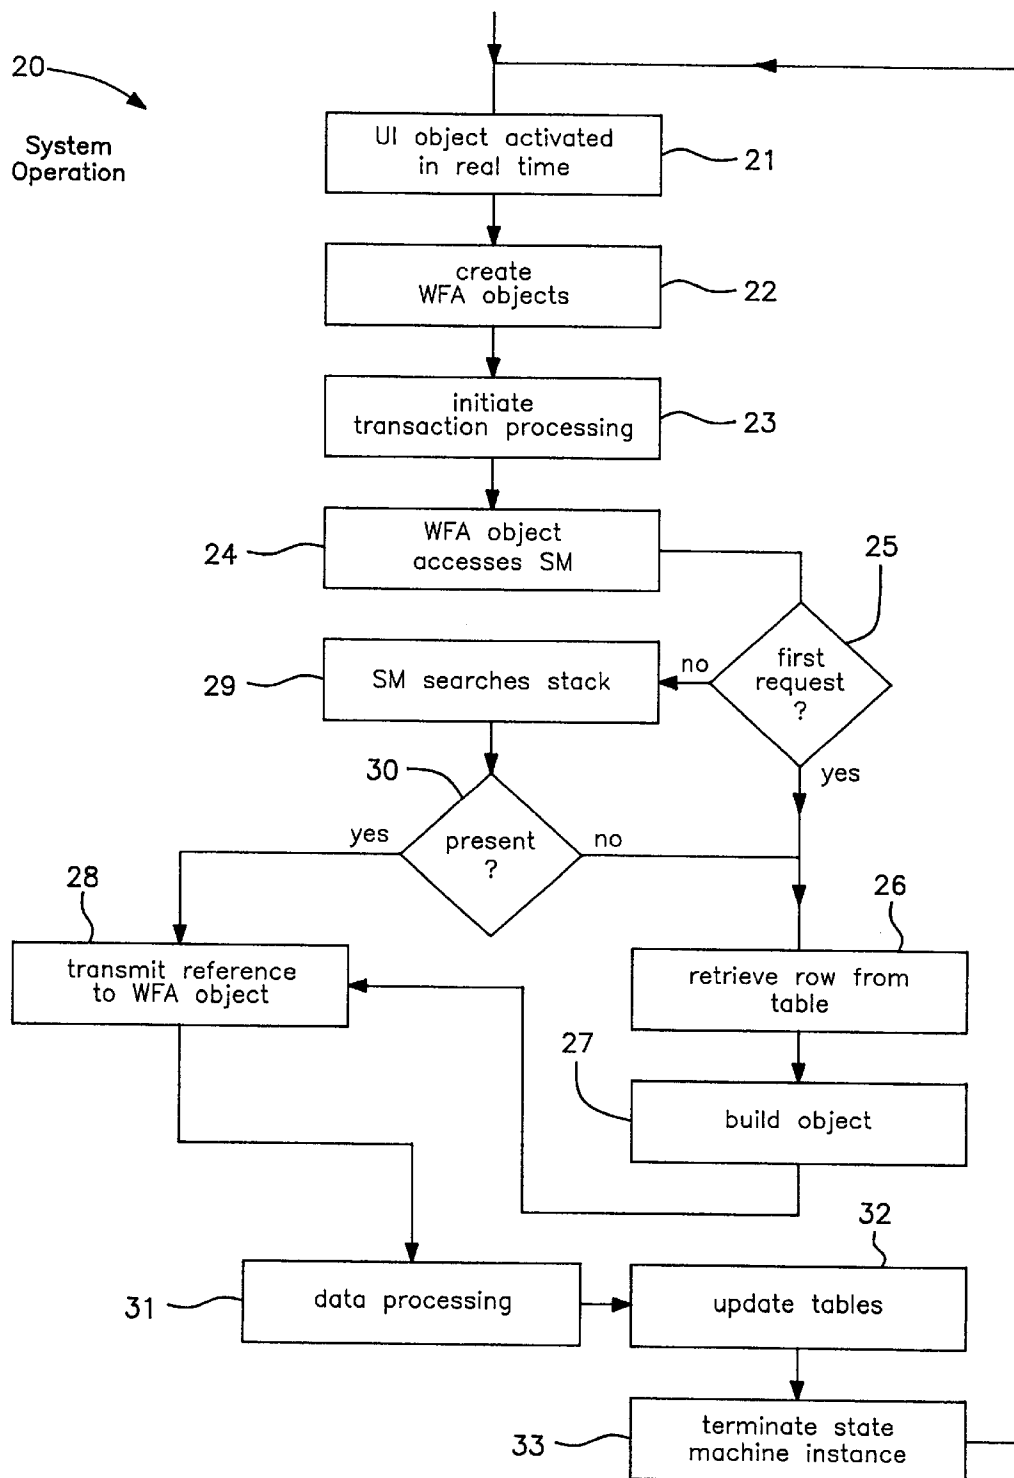 20
System
Operation
UI object activated
in real time
21
create
WFA objects
22
initiate
transaction processing
23
WFA object
accesses SM
24
25
first
request
?
no
yes
SM searches stack
29
30
present
?
yes
no
28
transmit reference
to WFA object
26
retrieve row from
table
27
build object
31
data processing
32
update tables
33
terminate state
machine instance